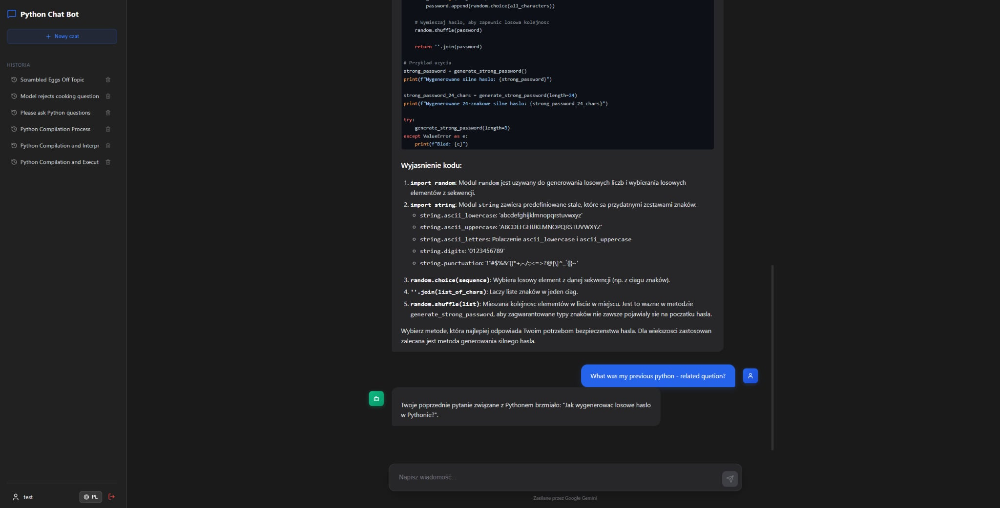 Python Chat Bot
+ Nowy czat
HISTORIA
Scrambled Eggs Off Topic
Model rejects cooking question
Please ask Python questions
Python Compilation Process
Python Compilation and Interpr
Python Compilation and Execut
test
PL
password.append(random.choice(all_characters))
# Wymieszaj haslo, aby zapewnic losowa kolejnosc
random.shuffle(password)
return ''.join(password)
# Przyklad uzycia
strong_password = generate_strong_password()
print(f"Wygenerowane silne haslo: {strong_password}")
strong_password_24_chars = generate_strong_password(length=24)
print(f"Wygenerowane 24-znakowe silne haslo: {strong_password_24_chars}")
try:
generate_strong_password(length=3)
except ValueError as e:
print(f"Blad: {e}")
Wyjasnienie kodu:
1. import random: Modul random jest uzywany do generowania losowych liczb i wybierania losowych
elementów z sekwencji.
2. import string: Modul string zawiera predefiniowane stale, które sa przydatnymi zestawami znaków:
string.ascii_lowercase: 'abcdefghijklmnopqrstuvwxyz'
string.ascii_uppercase: 'ABCDEFGHIJKLMNOPQRSTUVWXYZ'
string.ascii_letters: Polaczenie ascii_lowercase i ascii_uppercase
string.digits: '0123456789'
string.punctuation: '!"#$%&'()*+,-./:;<=>?@[\]^_`{|}~'
3. random.choice(sequence): Wybiera losowy element z danej sekwencji (np. z ciagu znaków).
4. ''.join(list_of_chars): Laczy liste znaków w jeden ciag.
5. random.shuffle(list): Mieszana kolejnosc elementów w liscie w miejscu. Jest to wazne w metodzie
generate_strong_password, aby zagwarantowane typy znaków nie zawsze pojawialy sie na poczatku hasla.
Wybierz metode, która najlepiej odpowiada Twoim potrzebom bezpieczenstwa hasla. Dla wiekszosci zastosowan
zalecana jest metoda generowania silnego hasla.
What was my previous python - related quetion?
Twoje poprzednie pytanie związane z Pythonem brzmiało: "Jak wygenerowac losowe haslo
w Pythonie?".
Napisz wiadomość...
Zasilane przez Google Gemini